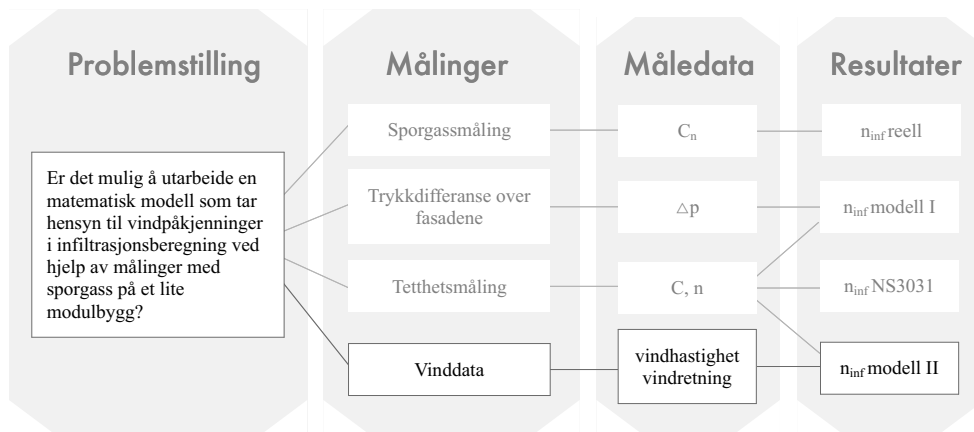 Problemstilling
Målinger
Måledata
Resultater
Er det mulig å utarbeide en
matematisk modell som tar
hensyn til vindpåkjenninger
i infiltrasjonsberegning ved
hjelp av målinger med
sporgass på et lite
modulbygg?
Sporgassmåling
Trykkdifferanse over
fasadene
Tetthetsmåling
Vinddata
Cn
△p
C, n
vindhastighet
vindretning
ninf reell
ninf modell I
ninf NS3031
ninf modell II